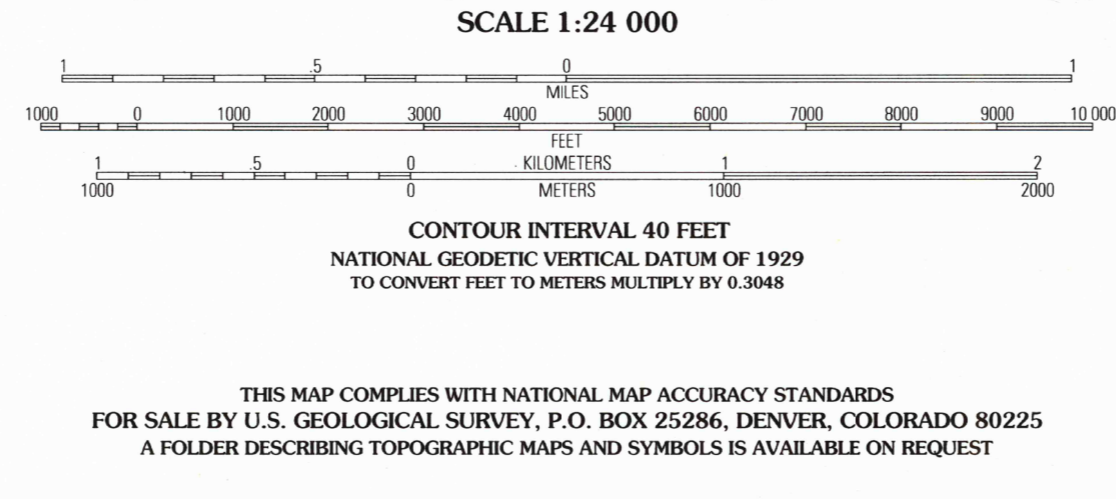 SCALE 1:24 000
1 .5 0 1
MILES
1000 0 1000 2000 3000 4000 5000 6000 7000 8000 9000 10 000
FEET
1 .5 0 KILOMETERS 1 2
1000 0 METERS 1000 2000
CONTOUR INTERVAL 40 FEET
NATIONAL GEODETIC VERTICAL DATUM OF 1929
TO CONVERT FEET TO METERS MULTIPLY BY 0.3048
THIS MAP COMPLIES WITH NATIONAL MAP ACCURACY STANDARDS
FOR SALE BY U.S. GEOLOGICAL SURVEY, P.O. BOX 25286, DENVER, COLORADO 80225
A FOLDER DESCRIBING TOPOGRAPHIC MAPS AND SYMBOLS IS AVAILABLE ON REQUEST